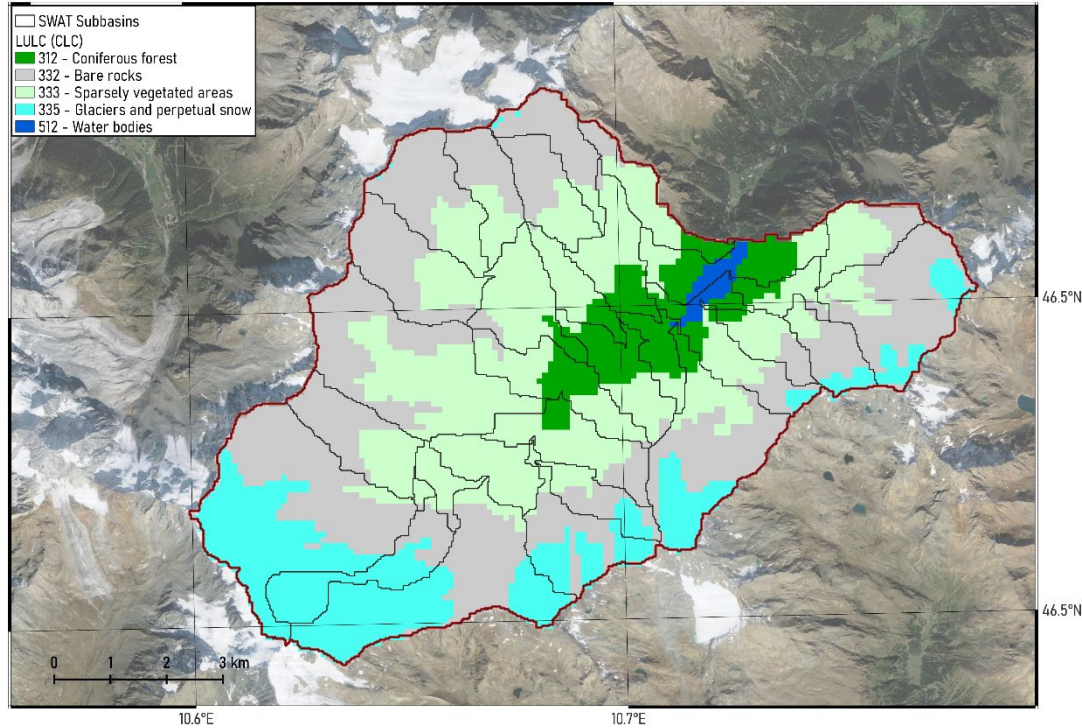 SWAT Subbasins
LULC (CLC)
312 - Coniferous forest
332 - Bare rocks
333 - Sparsely vegetated areas
335 - Glaciers and perpetual snow
512 - Water bodies
46.5°N
46.5°N
0 1 2 3 km
10.6°E 10.7°E